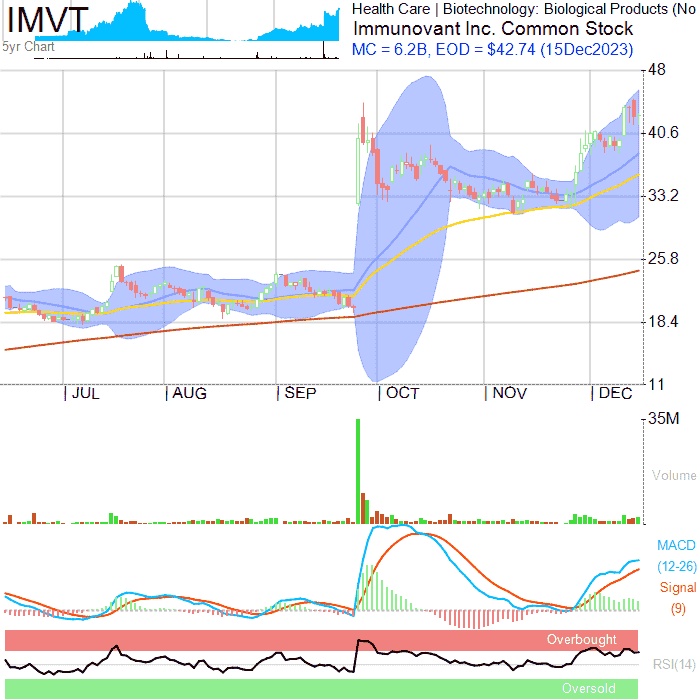 IMVT
5yr Chart
Health Care | Biotechnology: Biological Products (No
Immunovant Inc. Common Stock
MC = 6.2B, EOD = $42.74 (15Dec2023)
48
40.6
33.2
25.8
18.4
11
JUL AUG SEP OCT NOV DEC
35M
Volume
MACD
(12-26)
Signal
(9)
Overbought
RSI(14)
Oversold